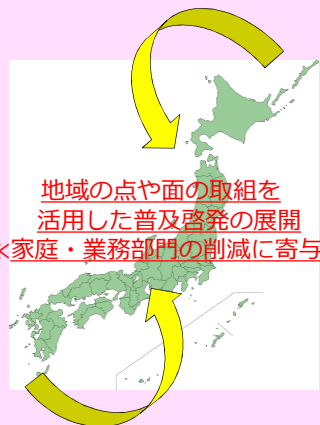 地域の点や面の取組を
活用した普及啓発の展開
※家庭・業務部門の削減に寄与